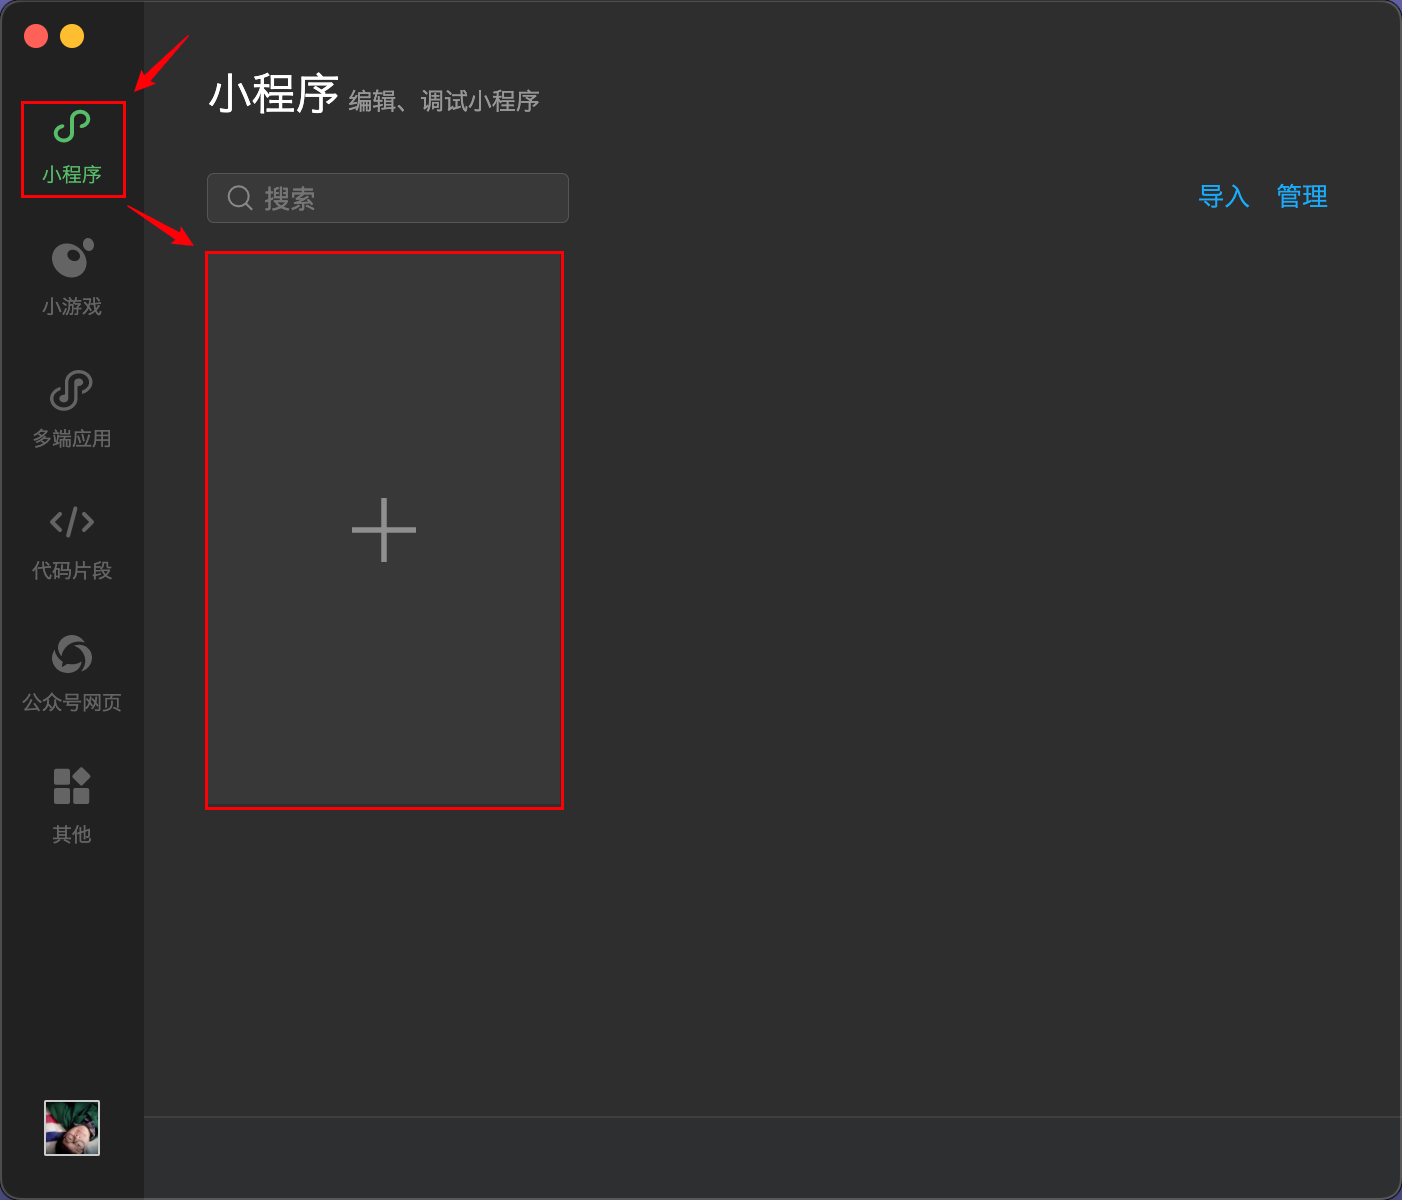 小程序 编辑、调试小程序
搜索
导入 管理
小程序
小游戏
多端应用
代码片段
公众号网页
其他